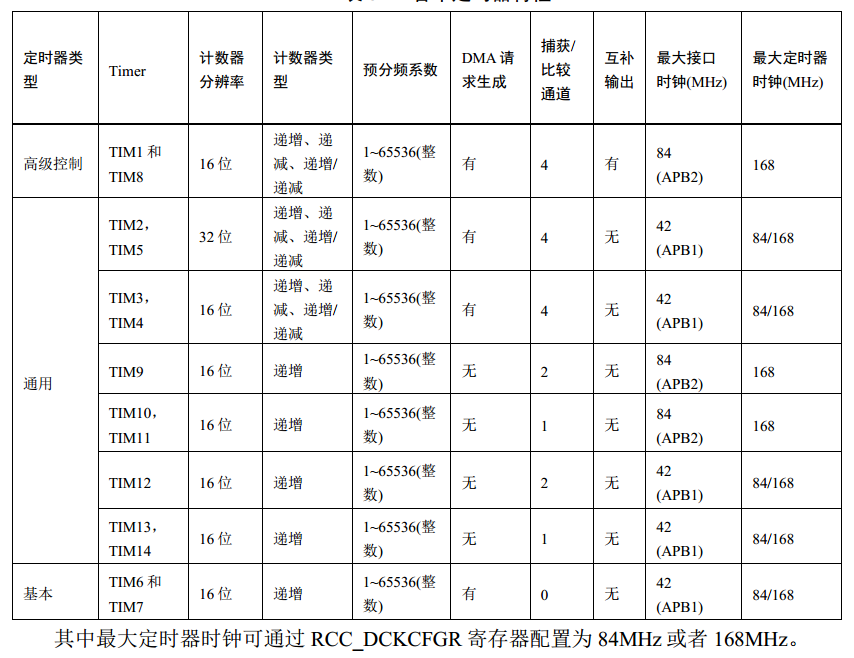 定时器类型 Timer 计数器分辨率 计数器类型 预分频系数 DMA 请求生成 捕获/比较通道 互补输出 最大接口时钟(MHz) 最大定时器时钟(MHz)
高级控制 TIM1 和 TIM8 16 位 递增、递减、递增/递减 1~65536(整数) 有 4 有 84 (APB2) 168
通用 TIM2，TIM5 32 位 递增、递减、递增/递减 1~65536(整数) 有 4 无 42 (APB1) 84/168
TIM3，TIM4 16 位 递增、递减、递增/递减 1~65536(整数) 有 4 无 42 (APB1) 84/168
TIM9 16 位 递增 1~65536(整数) 无 2 无 84 (APB2) 168
TIM10，TIM11 16 位 递增 1~65536(整数) 无 1 无 84 (APB2) 168
TIM12 16 位 递增 1~65536(整数) 无 2 无 42 (APB1) 84/168
TIM13，TIM14 16 位 递增 1~65536(整数) 无 1 无 42 (APB1) 84/168
基本 TIM6 和 TIM7 16 位 递增 1~65536(整数) 有 0 无 42 (APB1) 84/168
其中最大定时器时钟可通过 RCC_DCKCFGR 寄存器配置为 84MHz 或者 168MHz。